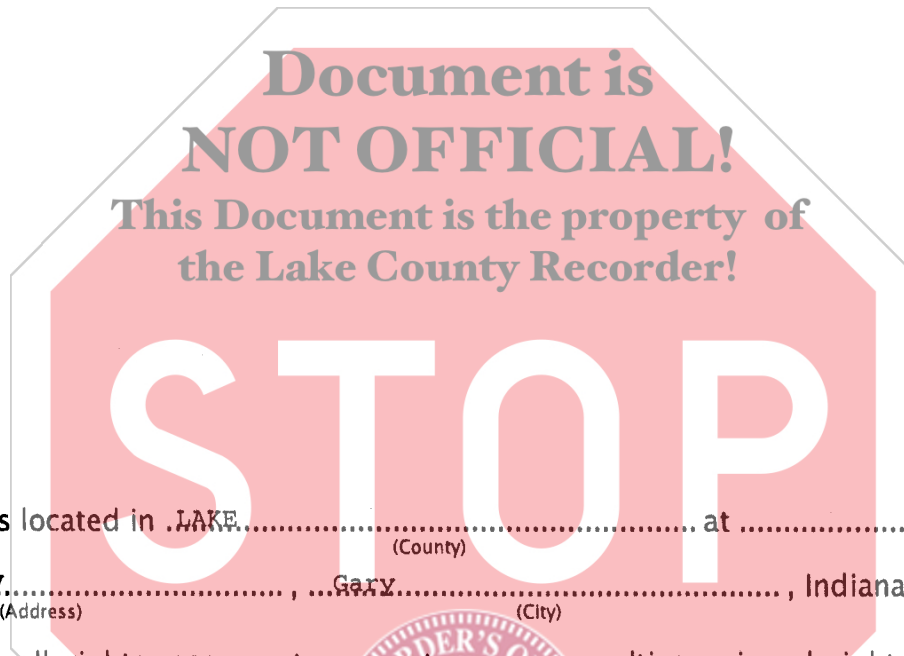 Document is
NOT OFFICIAL!
This Document is the property of
the Lake County Recorder!
STOP
s located in LAKE at
(County)
, Gary , Indiana
(Address) (City)
RDER'S O